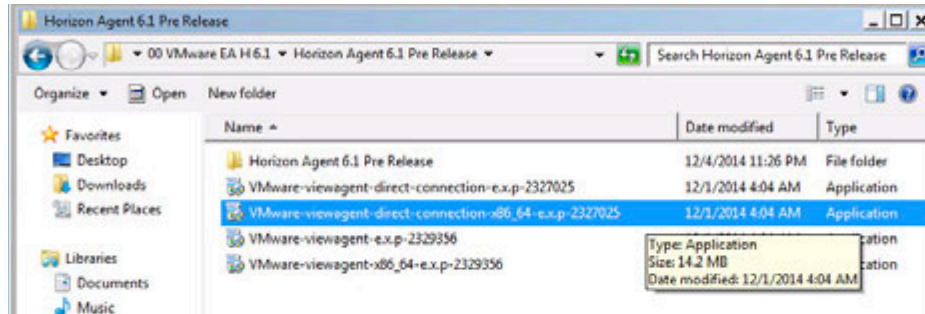 Horizon Agent 6.1 Pre Release
00 VMware EA H 6.1 Horizon Agent 6.1 Pre Release Search Horizon Agent 6.1 Pre Release
Organize Open New folder
Name Date modified Type
Favorites
Desktop
Downloads
Recent Places
Libraries
Documents
Music
Horizon Agent 6.1 Pre Release 12/4/2014 11:26 PM File folder
VMware-viewagent-direct-connection-e.x.p-2327025 12/1/2014 4:04 AM Application
VMware-viewagent-direct-connection-x86_64-e.x.p-2327025 12/1/2014 4:04 AM Application
VMware-viewagent-e.x.p-2329356
VMware-viewagent-x86_64-e.x.p-2329356
Type: Application
Size: 14.2 MB
Date modified: 12/1/2014 4:04 AM